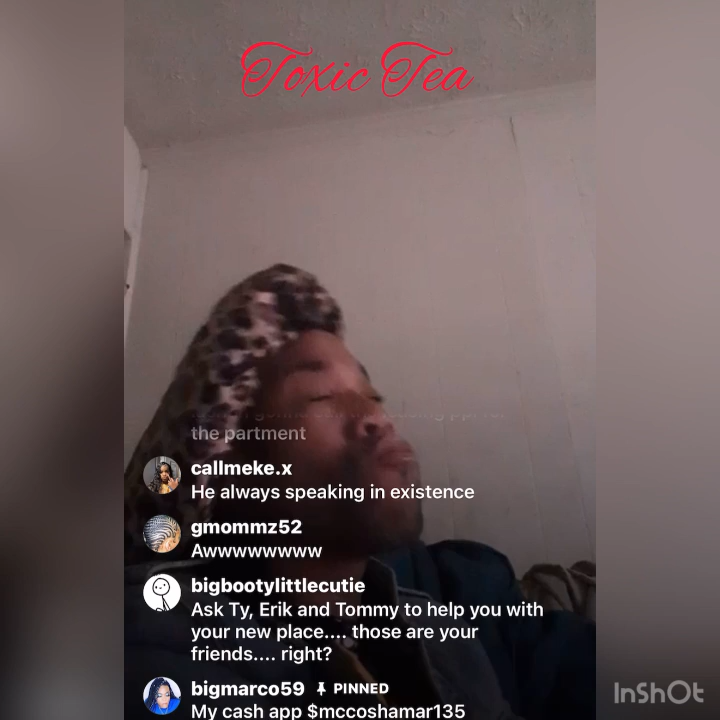 Toxic Tea
the partment
callmeke.x
He always speaking in existence
gmommz52
Awwwwwwww
bigbootylittlecutie
Ask Ty, Erik and Tommy to help you with
your new place.... those are your
friends.... right?
bigmarco59 PINNED
My cash app $mccoshamar135
InShOt